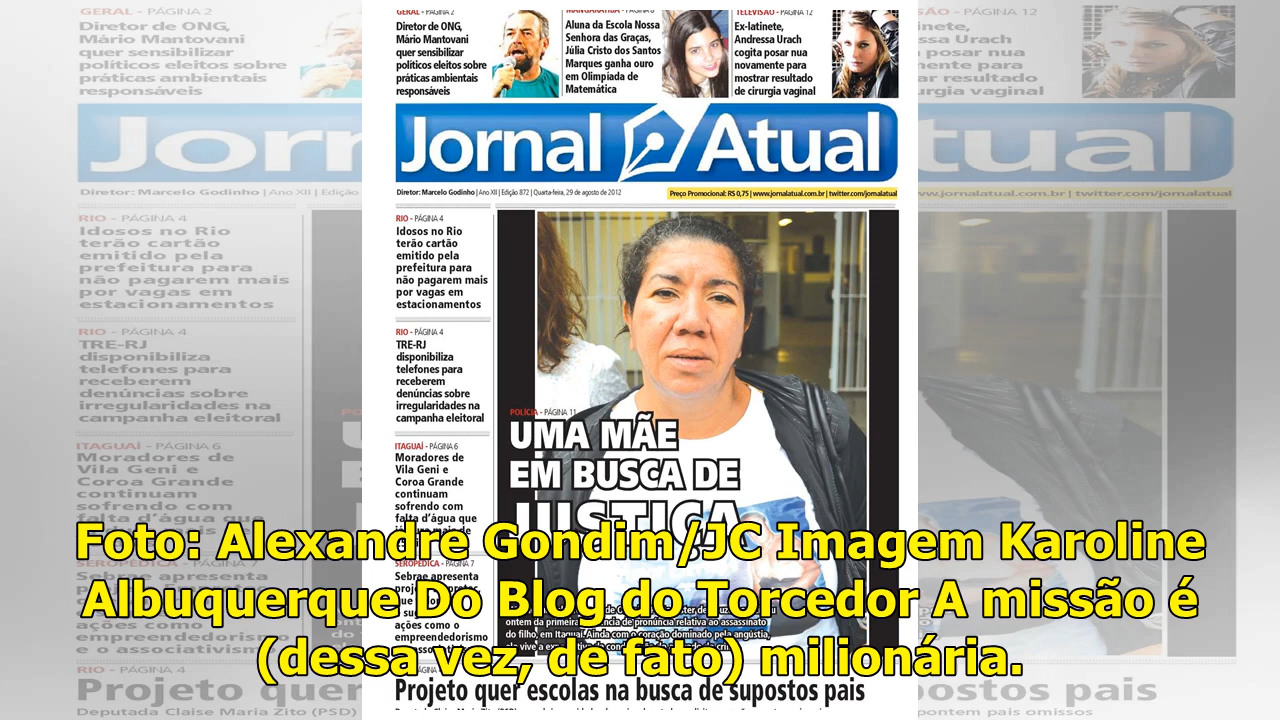 GERAL - PÁGINA 2
Diretor de ONG,
Mário Mantovani
quer sensibilizar
políticos eleitos sobre
práticas ambientais
responsáveis
MANGARATIBA - PÁGINA 8
Aluna da Escola Nossa
Senhora das Graças,
Júlia Cristo dos Santos
Marques ganha ouro
em Olimpíada de
Matemática
TELEVISÃO - PÁGINA 12
Ex-latinete,
Andressa Urach
cogita posar nua
novamente para
mostrar resultado
de cirurgia vaginal
Jornal Atual
Diretor: Marcelo Godinho | Ano XII | Edição 872 | Quarta-feira, 29 de agosto de 2012
Preço Promocional: R$ 0,75 | www.jornalatual.com.br | twitter.com/jornalatual
RIO - PÁGINA 4
Idosos no Rio
terão cartão
emitido pela
prefeitura para
não pagarem mais
por vagas em
estacionamentos
RIO - PÁGINA 4
TRE-RJ
disponibiliza
telefones para
receberem
denúncias sobre
irregularidades na
campanha eleitoral
ITAGUAÍ - PÁGINA 6
Moradores de
Vila Geni e
Coroa Grande
continuam
sofrendo com
falta d'água que
SEROPÉDICA - PÁGINA 7
Sebrae apresenta
ações como o
empreendedorismo
POLÍCIA - PÁGINA 11
UMA MÃE
EM BUSCA DE
JUSTIÇA
do filho, em Itaguaí. Ainda com o coração dominado pela angústia,
Projeto quer escolas na busca de supostos pais
Foto: Alexandre Gondim/JC Imagem Karoline
Albuquerque Do Blog do Torcedor A missão é
(dessa vez, de fato) milionária.